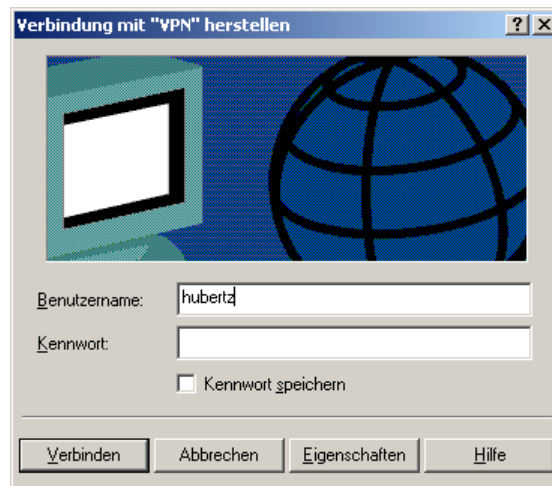 Verbindung mit "VPN" herstellen
Benutzername: hubertz
Kennwort:
Kennwort speichern
Verbinden Abbrechen Eigenschaften Hilfe